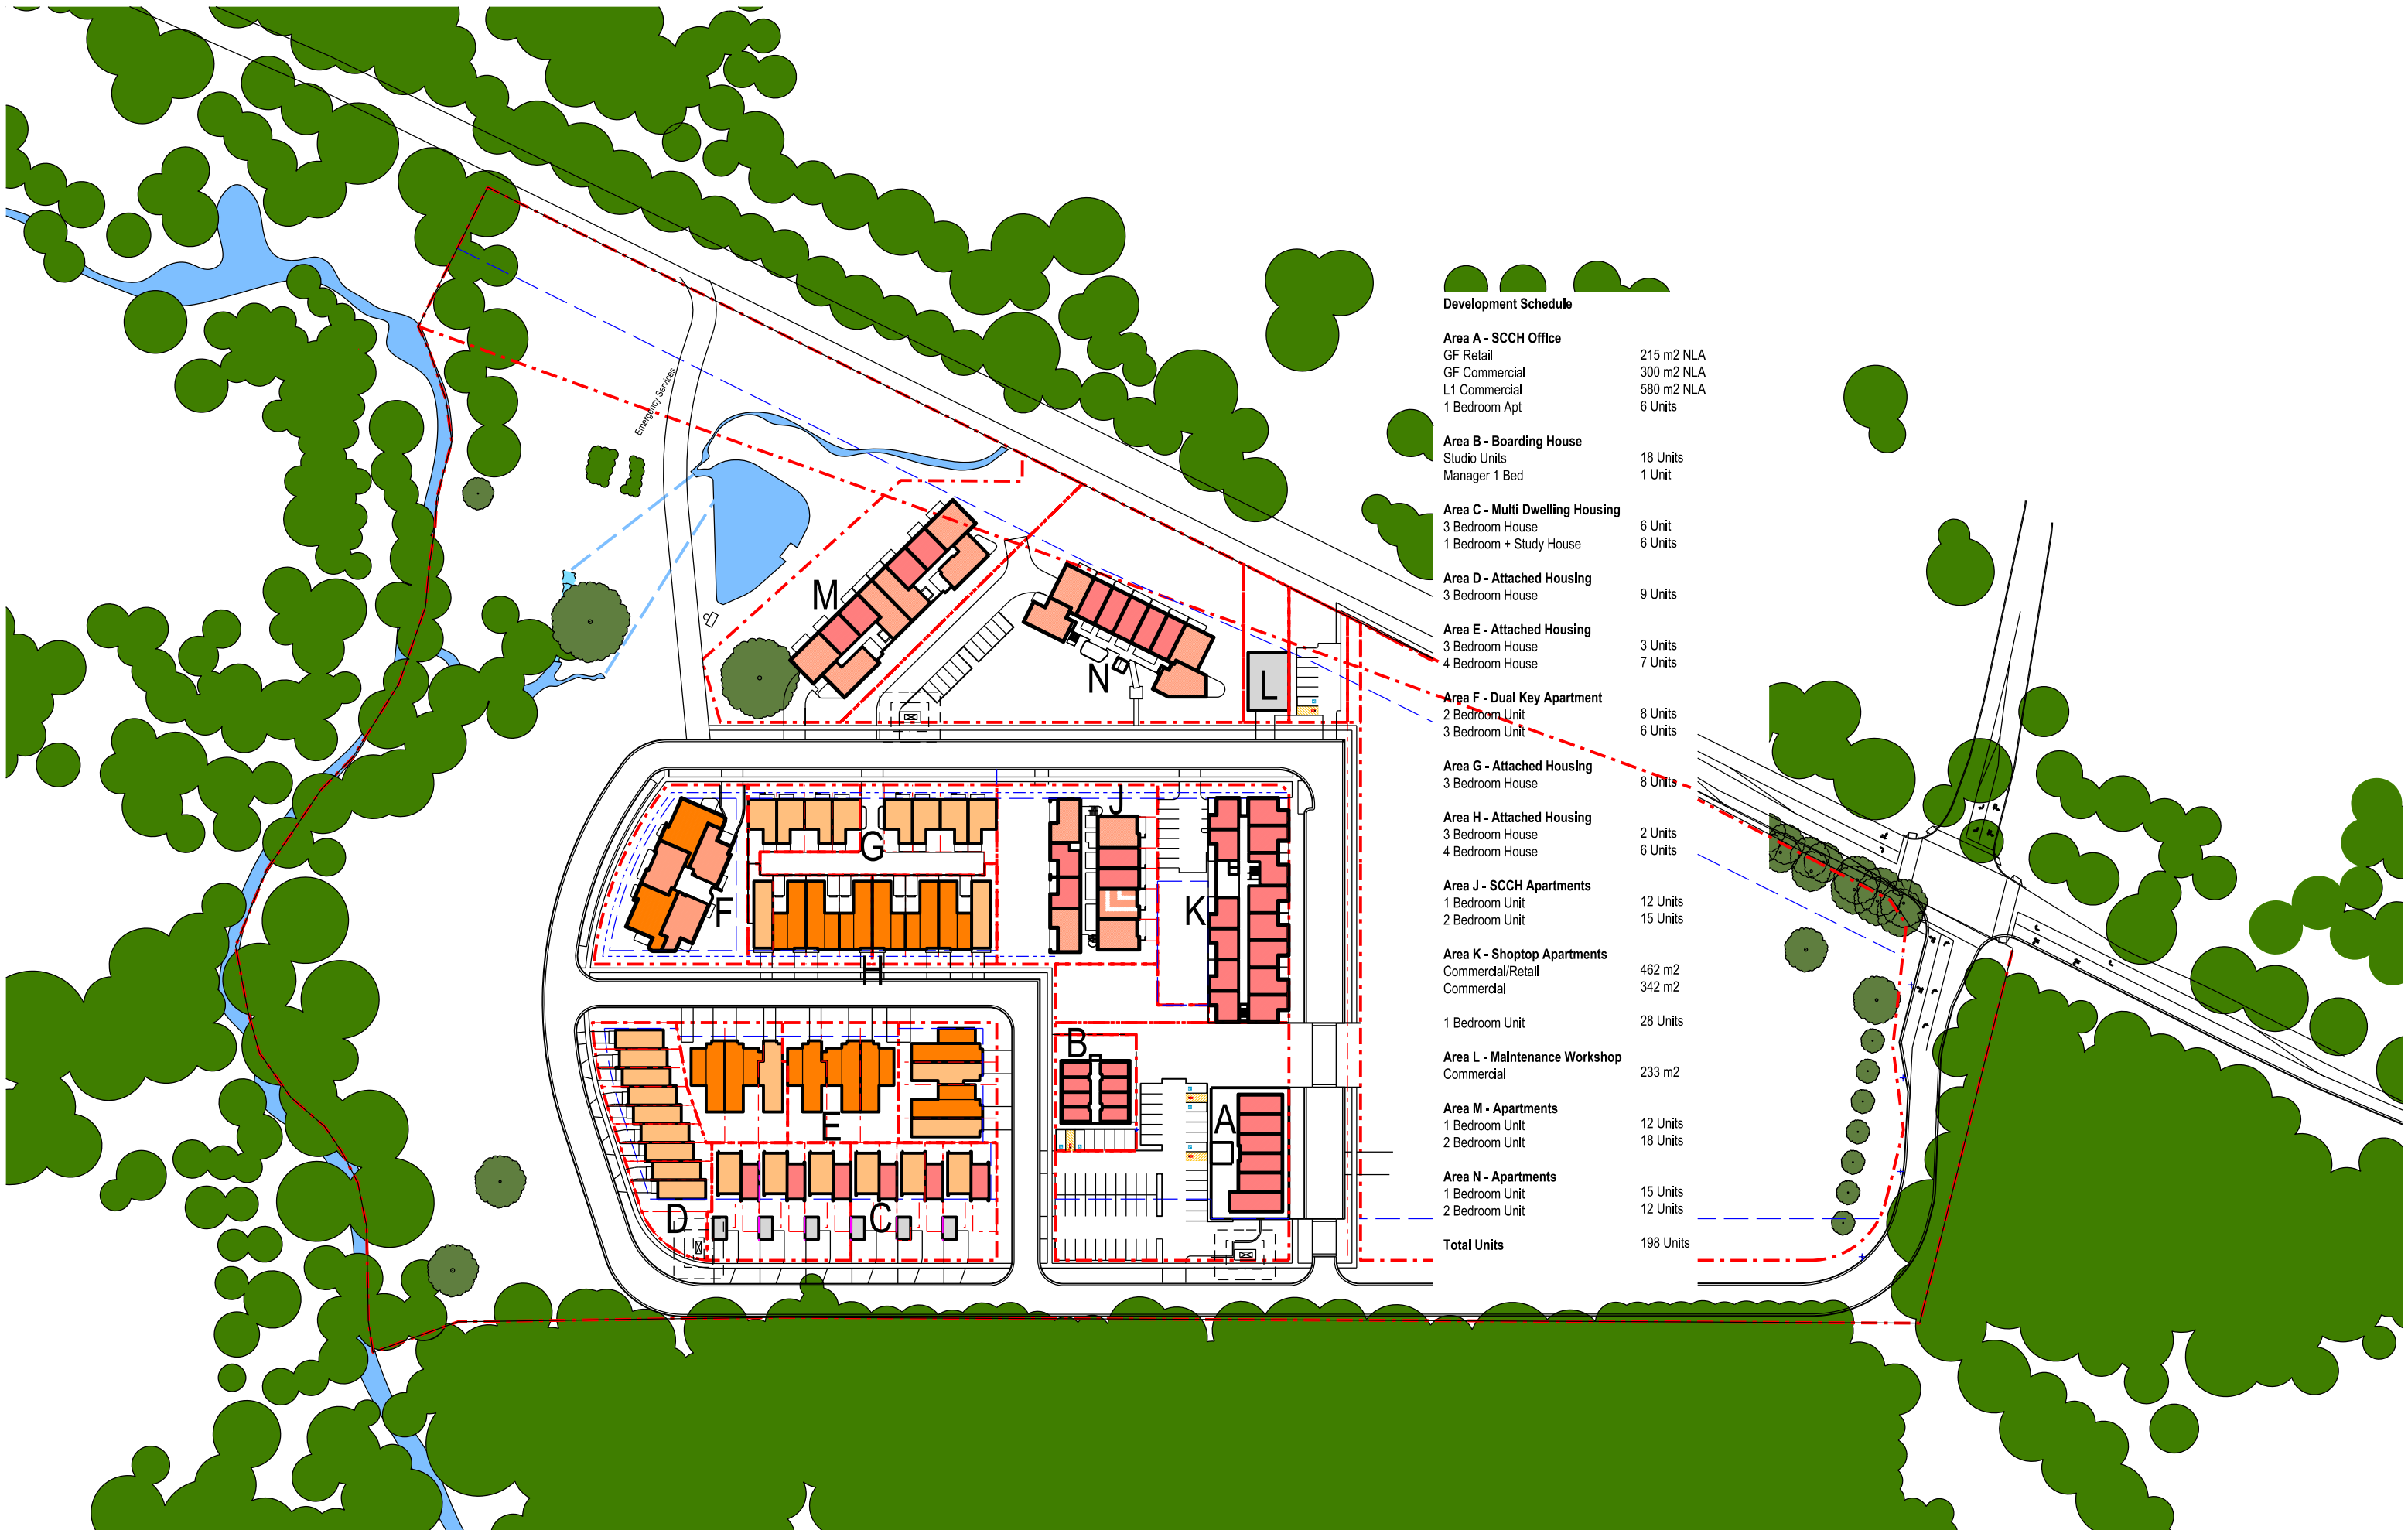 Development Schedule
Area A - SCCH Office
GF Retail 215 m2 NLA
GF Commercial 300 m2 NLA
L1 Commercial 580 m2 NLA
1 Bedroom Apt 6 Units
Area B - Boarding House
Studio Units 18 Units
Manager 1 Bed 1 Unit
Area C - Multi Dwelling Housing
3 Bedroom House 6 Unit
1 Bedroom + Study House 6 Units
Area D - Attached Housing
3 Bedroom House 9 Units
Area E - Attached Housing
3 Bedroom House 3 Units
4 Bedroom House 7 Units
Area F - Dual Key Apartment
2 Bedroom Unit 8 Units
3 Bedroom Unit 6 Units
Area G - Attached Housing
3 Bedroom House 8 Units
Area H - Attached Housing
3 Bedroom House 2 Units
4 Bedroom House 6 Units
Area J - SCCH Apartments
1 Bedroom Unit 12 Units
2 Bedroom Unit 15 Units
Area K - Shoptop Apartments
Commercial/Retail 462 m2
Commercial 342 m2
1 Bedroom Unit 28 Units
Area L - Maintenance Workshop
Commercial 233 m2
Area M - Apartments
1 Bedroom Unit 12 Units
2 Bedroom Unit 18 Units
Area N - Apartments
1 Bedroom Unit 15 Units
2 Bedroom Unit 12 Units
Total Units 198 Units
Emergency Services
M
N
L
J
G
F
K
H
B
A
E
D
C